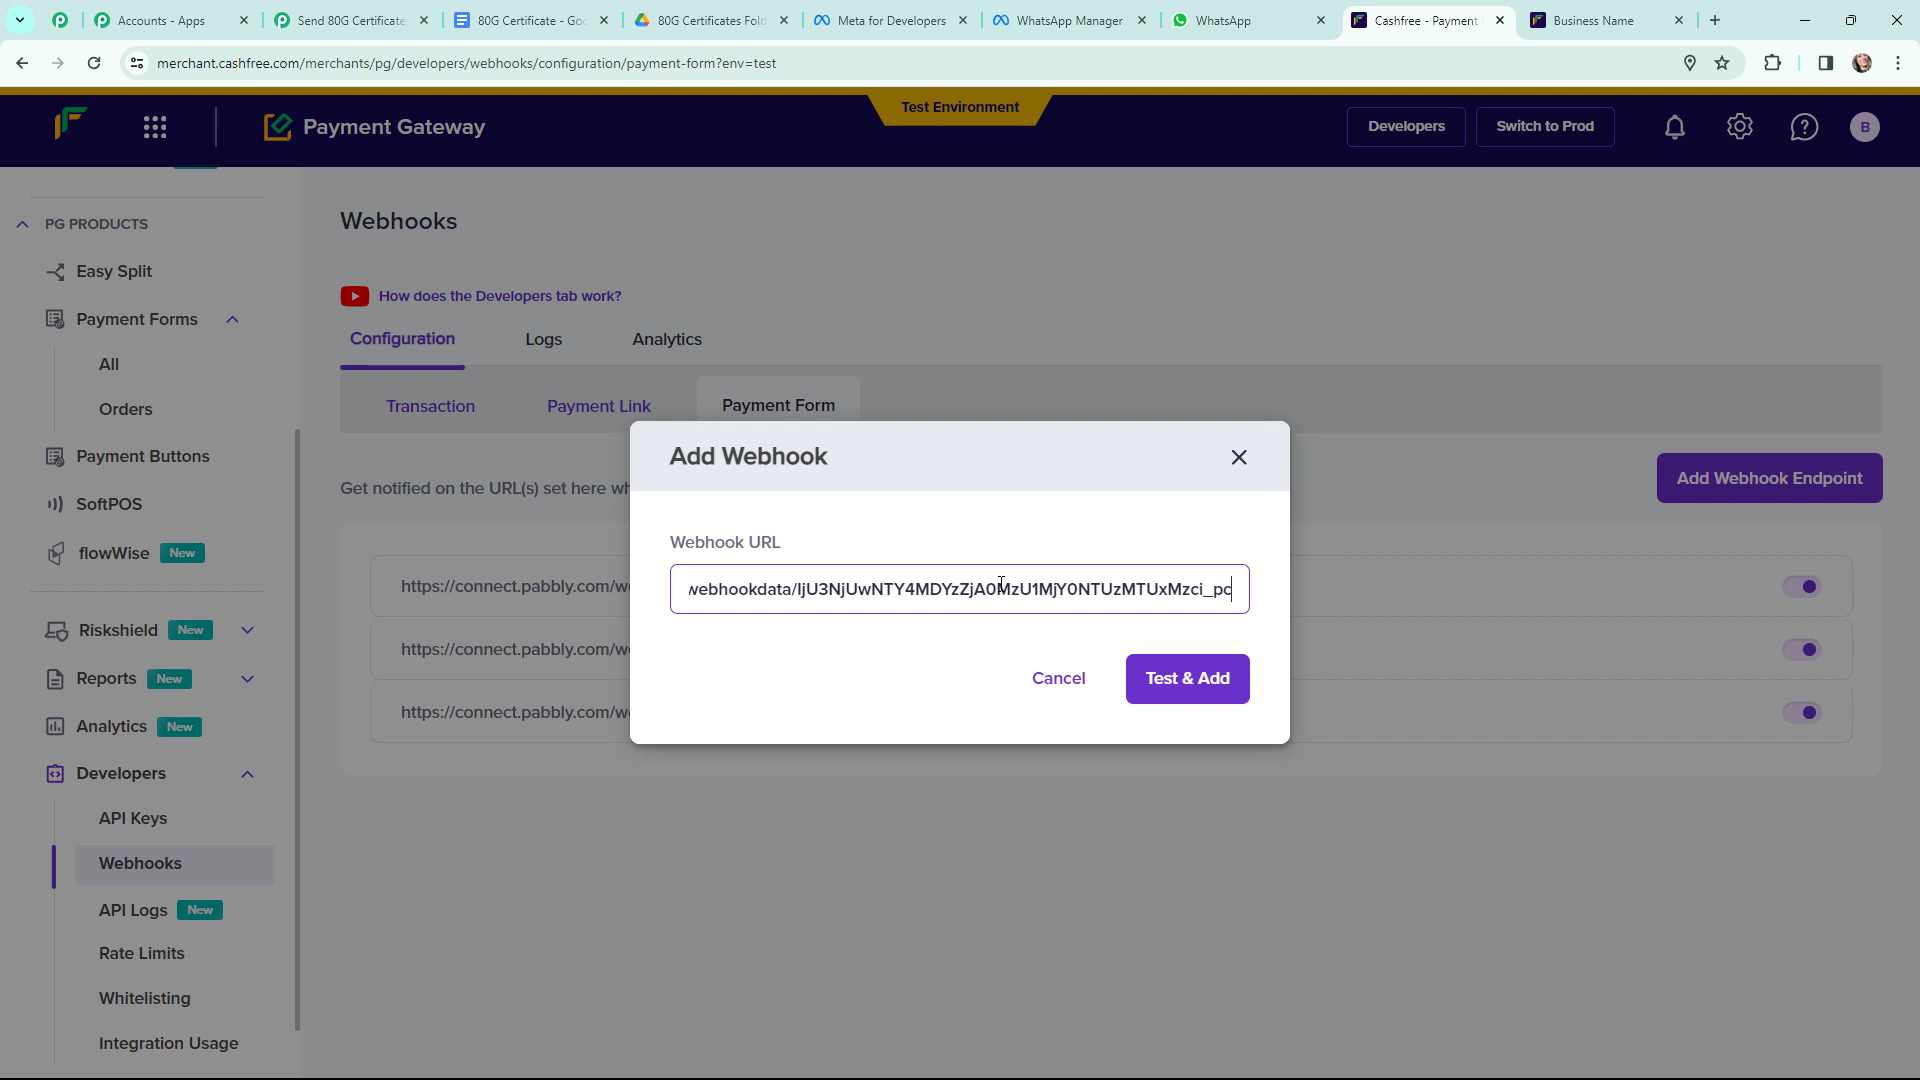 Accounts - Apps
Send 80G Certificate
80G Certificate - Goo
80G Certificates Fold
Meta for Developers
WhatsApp Manager
WhatsApp
Cashfree - Payment
Business Name
merchant.cashfree.com/merchants/pg/developers/webhooks/configuration/payment-form?env=test
Payment Gateway
Test Environment
Developers
Switch to Prod
B
PG PRODUCTS
Easy Split
Payment Forms
All
Orders
Payment Buttons
SoftPOS
flowWise New
Riskshield New
Reports New
Analytics New
Developers
API Keys
Webhooks
API Logs New
Rate Limits
Whitelisting
Integration Usage
Webhooks
How does the Developers tab work?
Configuration
Logs
Analytics
Transaction
Payment Link
Payment Form
Get notified on the URL(s) set here wh
Add Webhook Endpoint
https://connect.pabbly.com/w
https://connect.pabbly.com/w
https://connect.pabbly.com/w
Add Webhook
Webhook URL
webhookdata/IjU3NjUwNTY4MDYzZjA0MzU1MjY0NTUzMTUxMzci_pc
Cancel
Test & Add